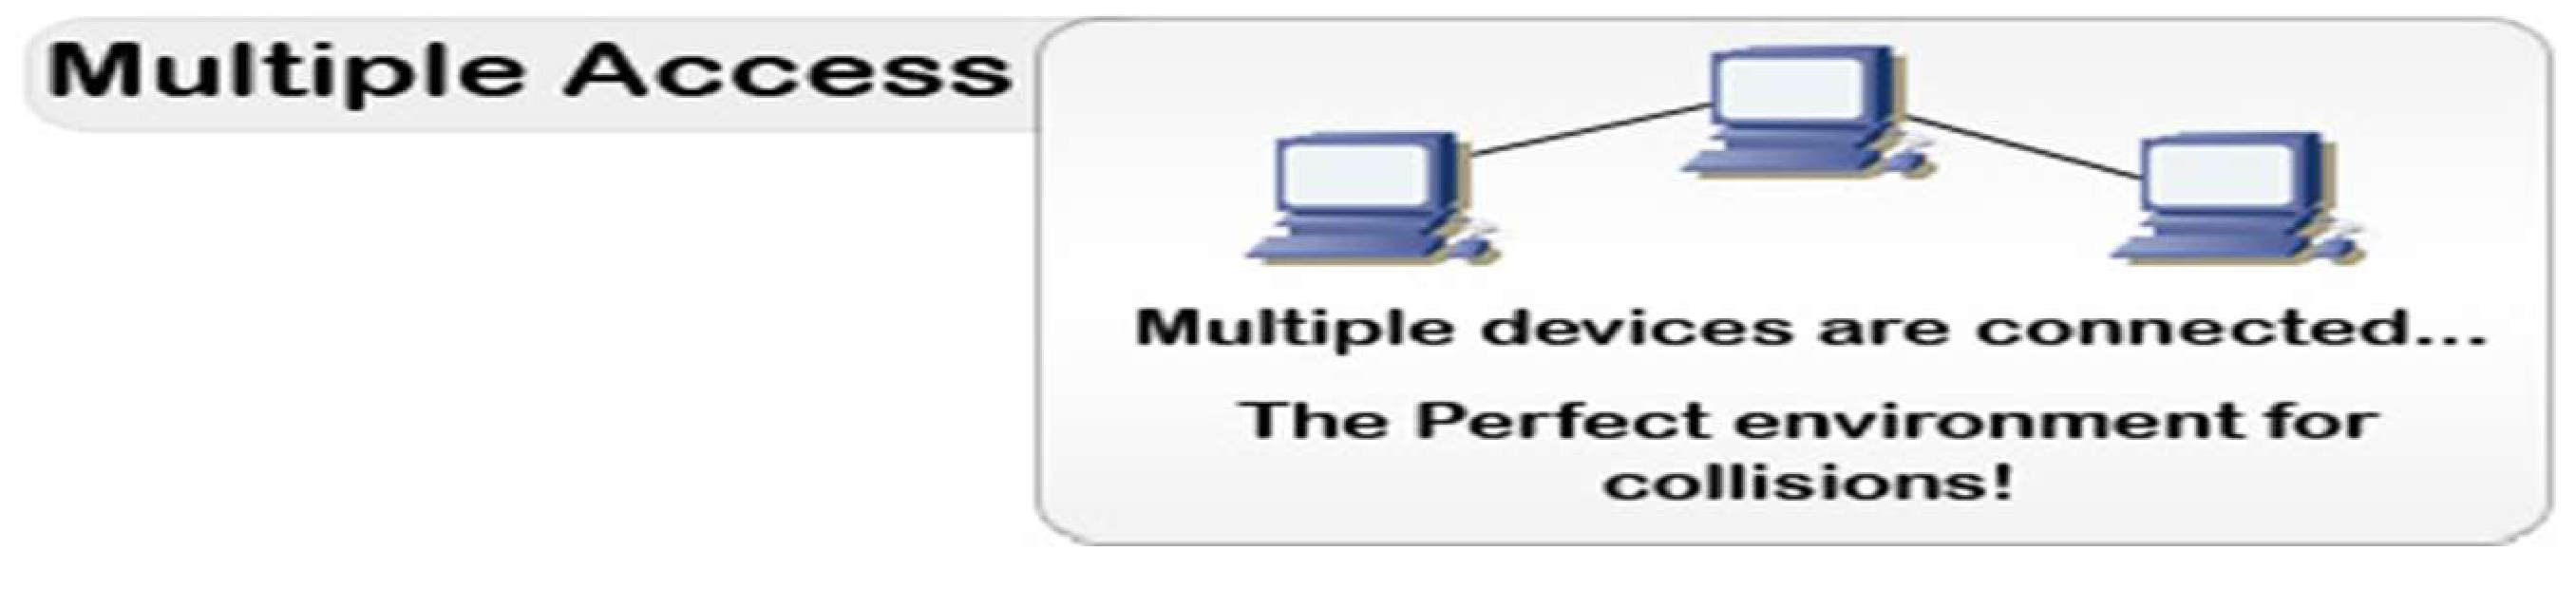 Multiple Access
Multiple devices are connected...
The Perfect environment for
collisions!